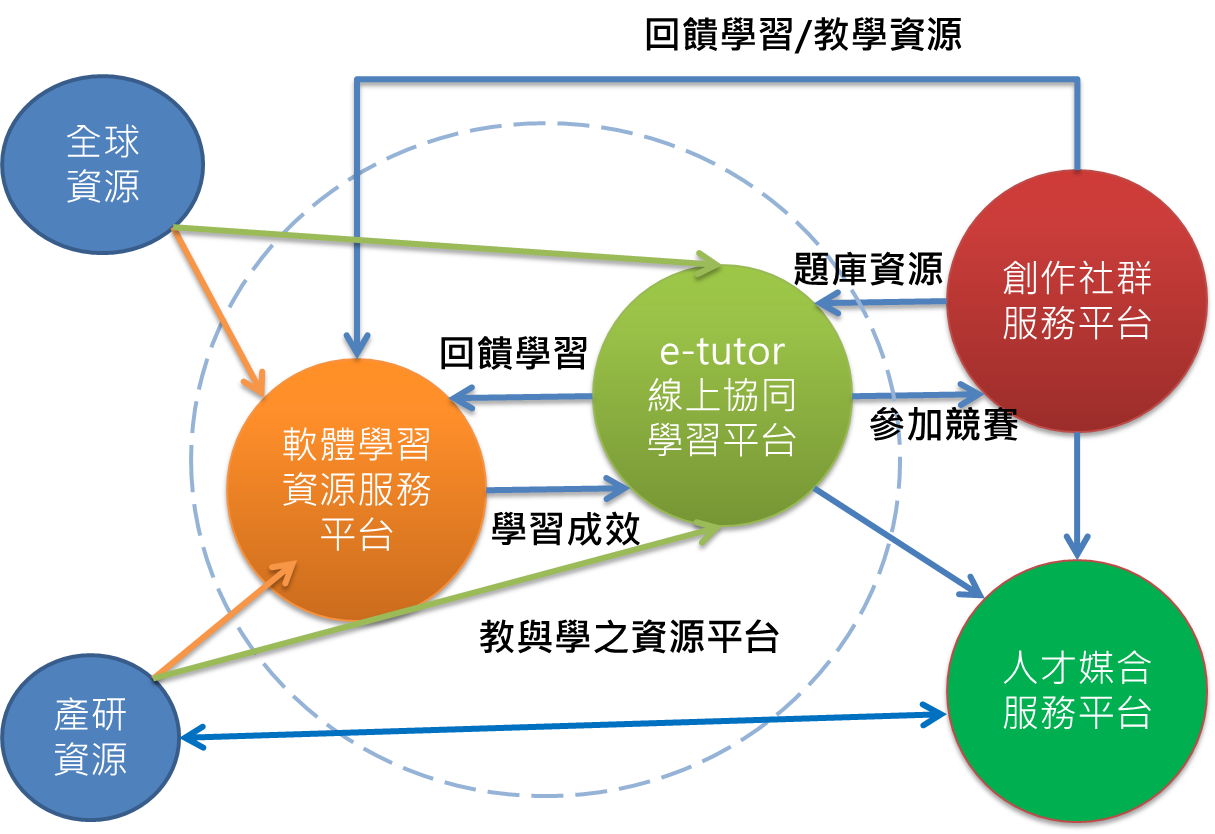 回饋學習/教學資源
全球
資源
題庫資源
創作社群
服務平台
回饋學習
e-tutor
線上協同
學習平台
參加競賽
軟體學習
資源服務
平台
學習成效
教與學之資源平台
人才媒合
服務平台
產研
資源